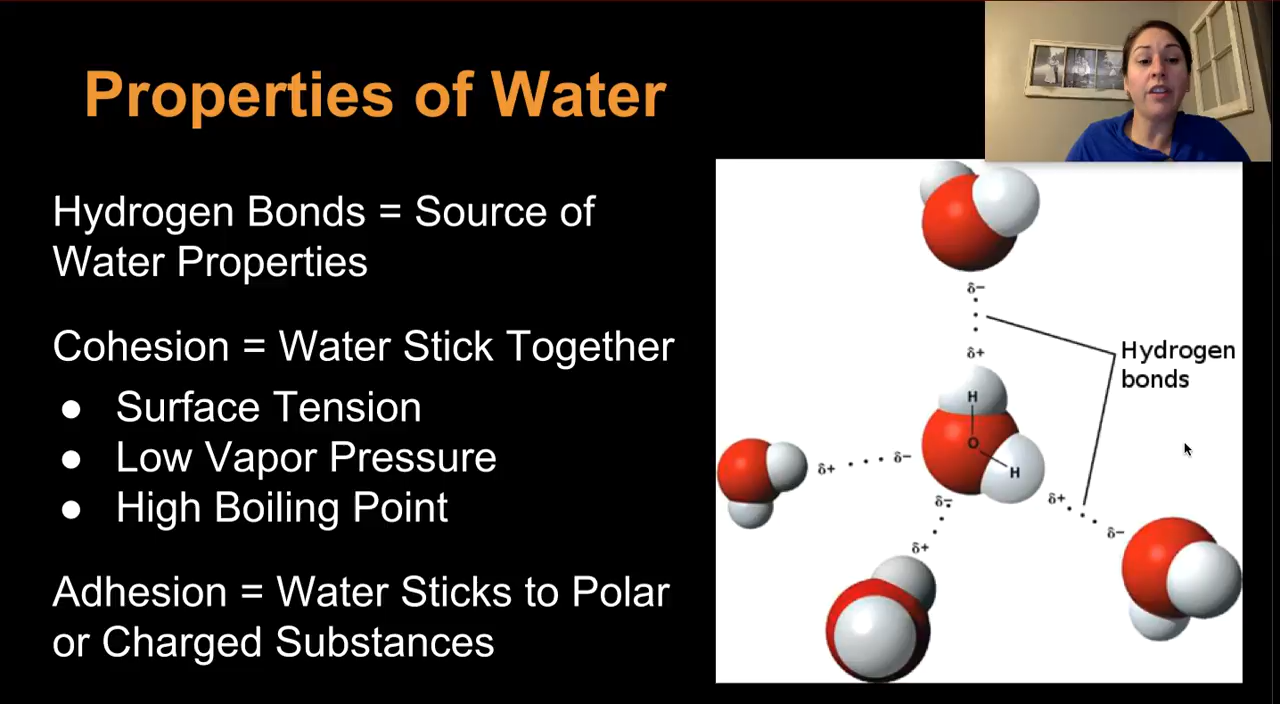 Properties of Water
Hydrogen Bonds = Source of
Water Properties
Cohesion = Water Stick Together
● Surface Tension
● Low Vapor Pressure
● High Boiling Point
Adhesion = Water Sticks to Polar
or Charged Substances
δ−
δ+
Hydrogen
bonds
H
O
H
δ+
δ−
δ−
δ+
δ+
δ−